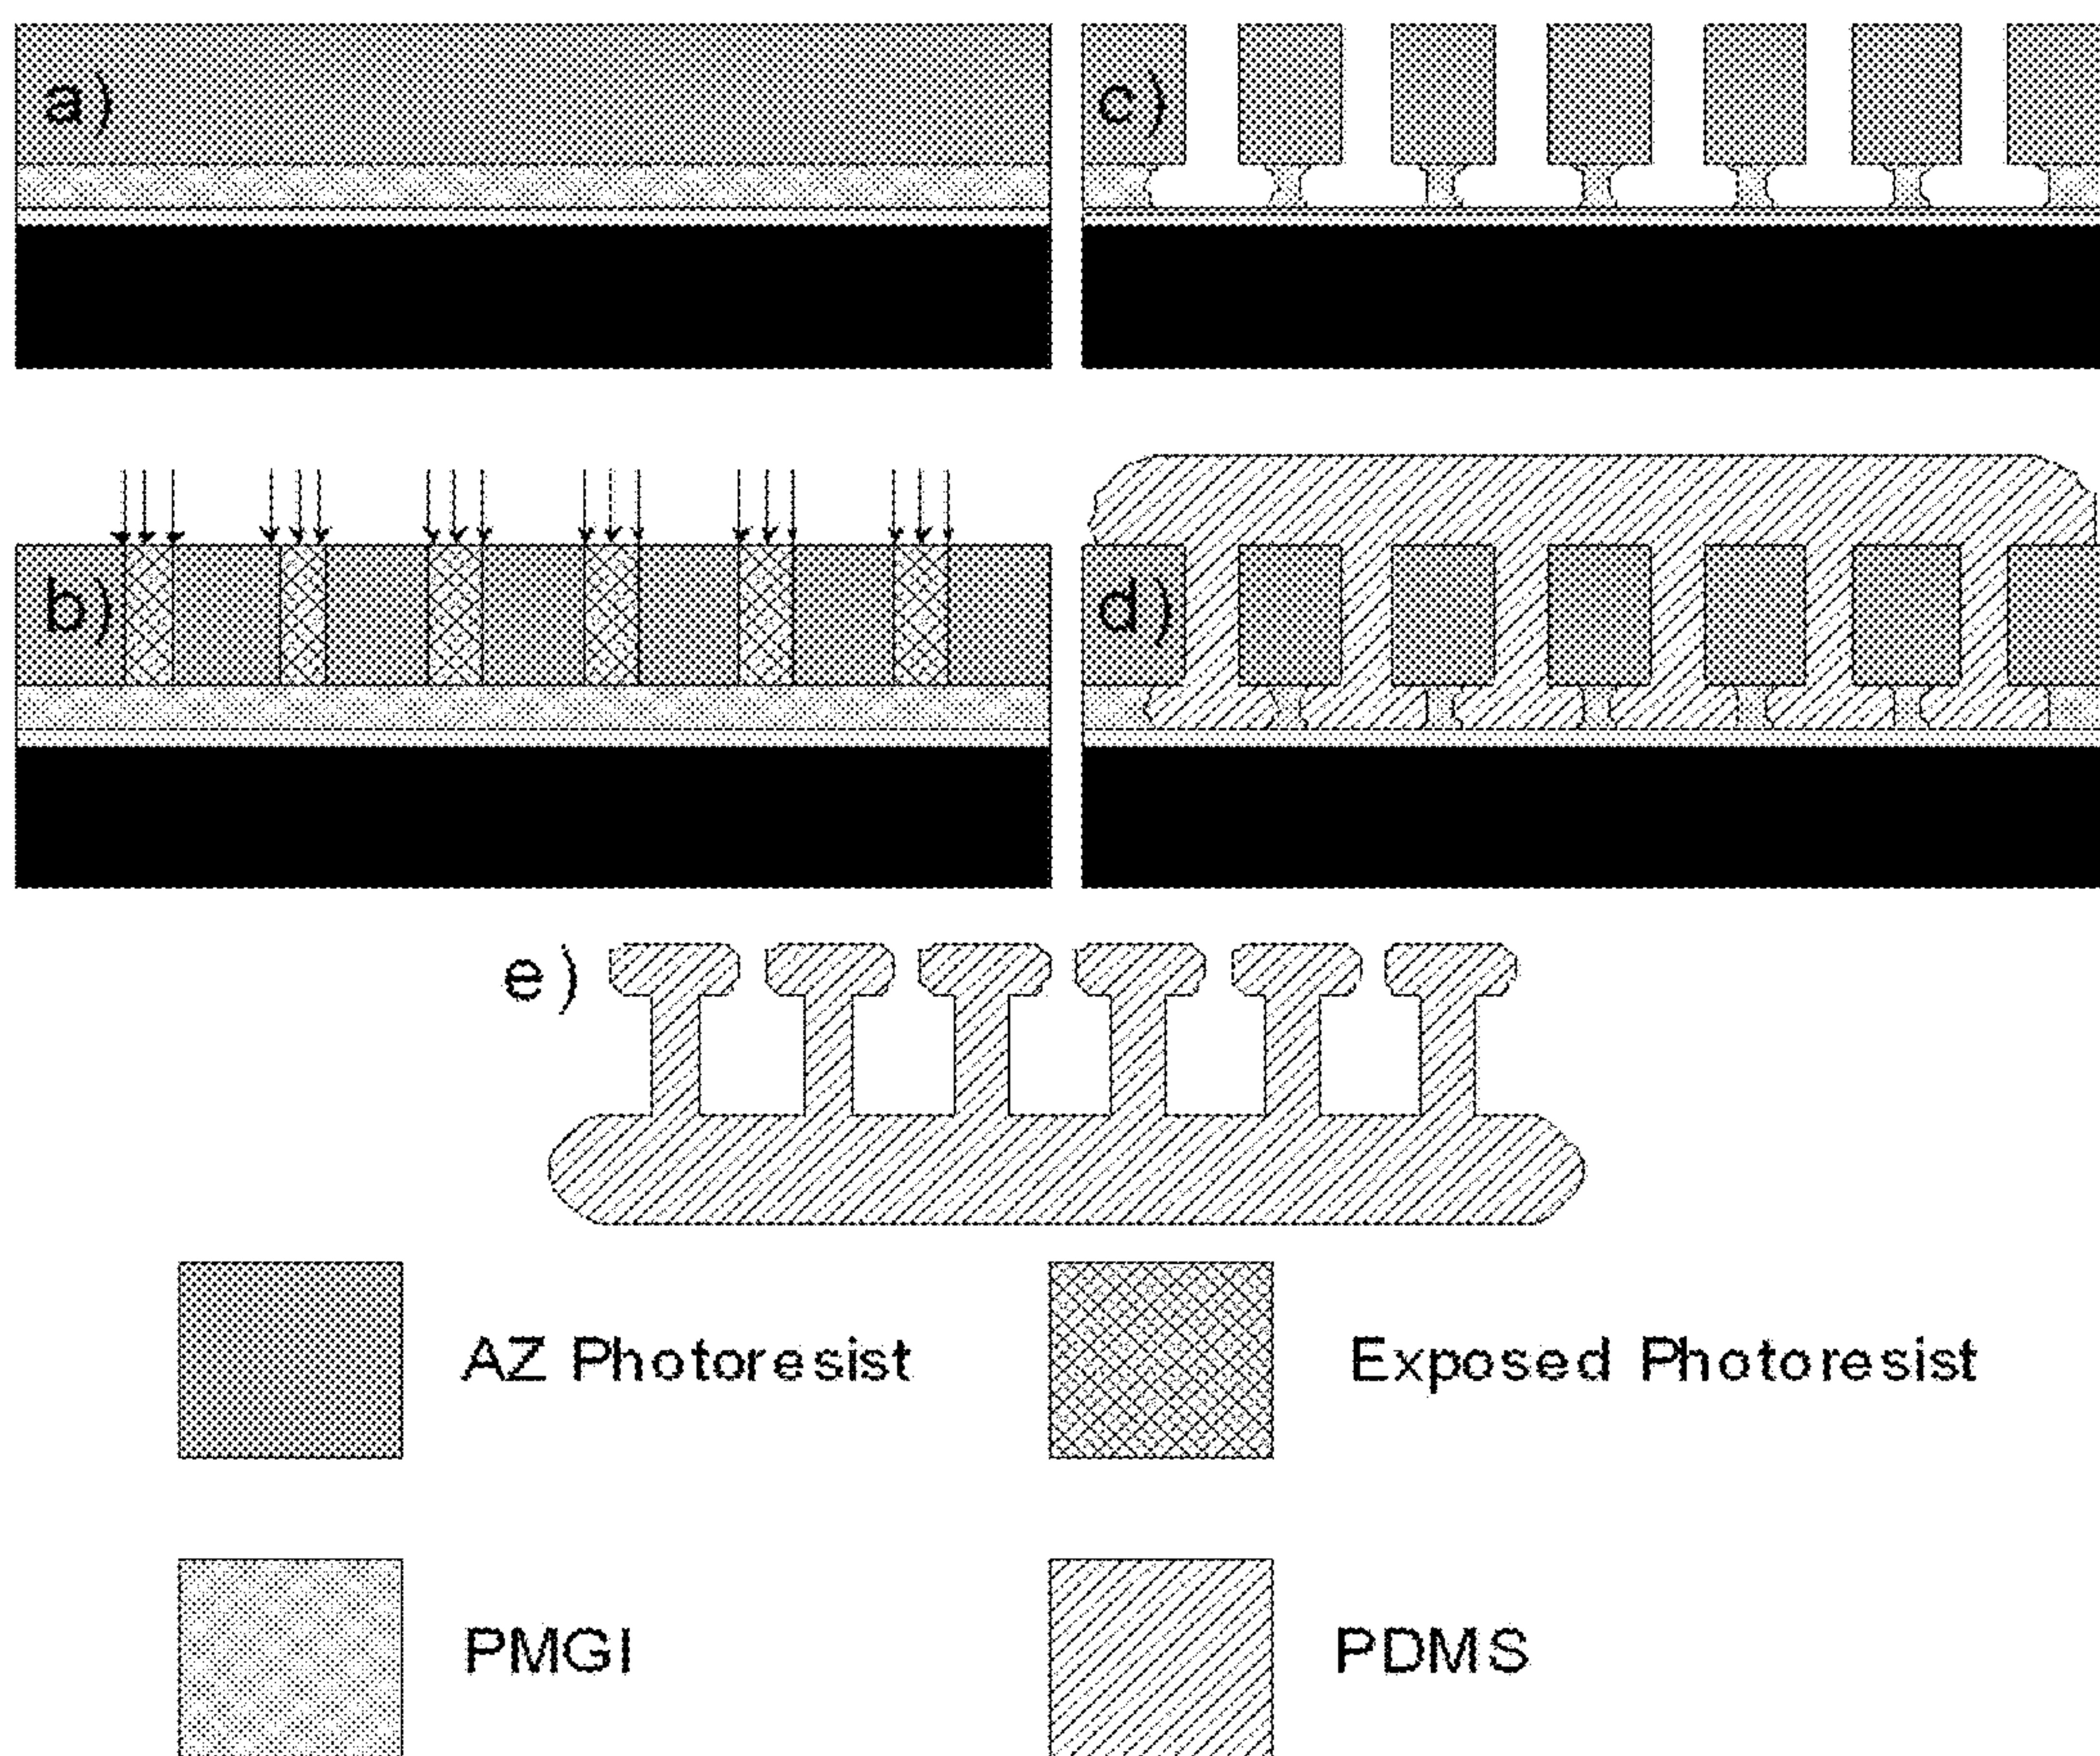 a)
c)
b)
d)
e)
AZ Photoresist
Exposed Photoresist
PMGI
PDMS